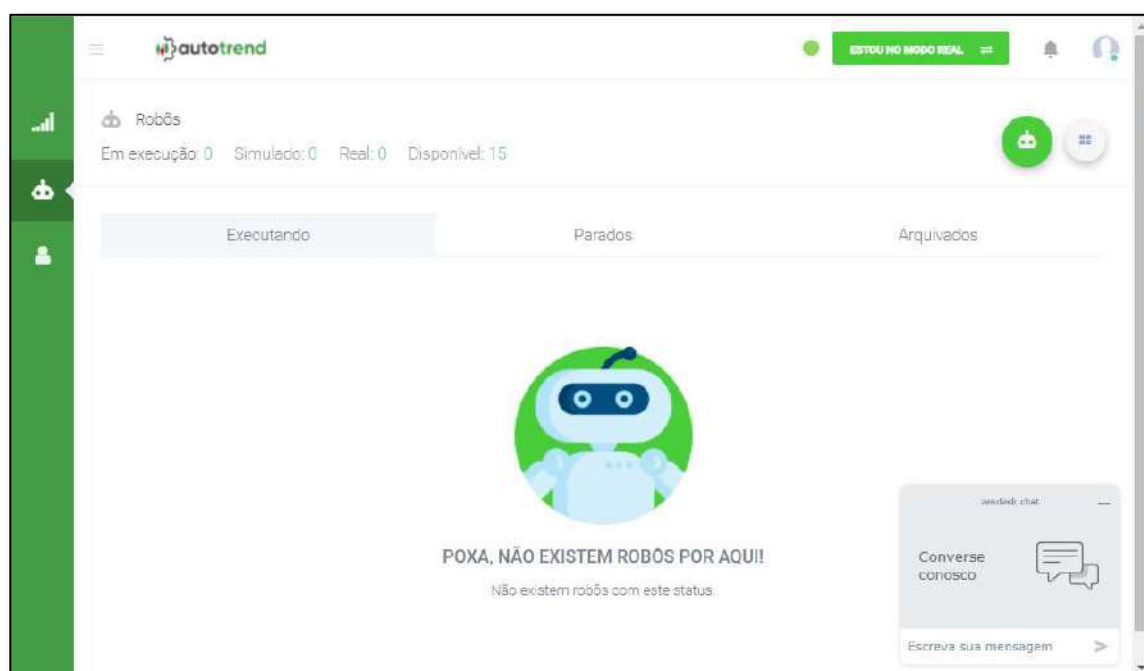 autotrend
ESTOU NO MODO REAL
Robôs
Em execução: 0 Simulado: 0 Real: 0 Disponível: 15
Executando Parados Arquivados
POXA, NÃO EXISTEM ROBÔS POR AQUI!
Não existem robôs com este status.
zendesk chat
Converse
conosco
Escreva sua mensagem